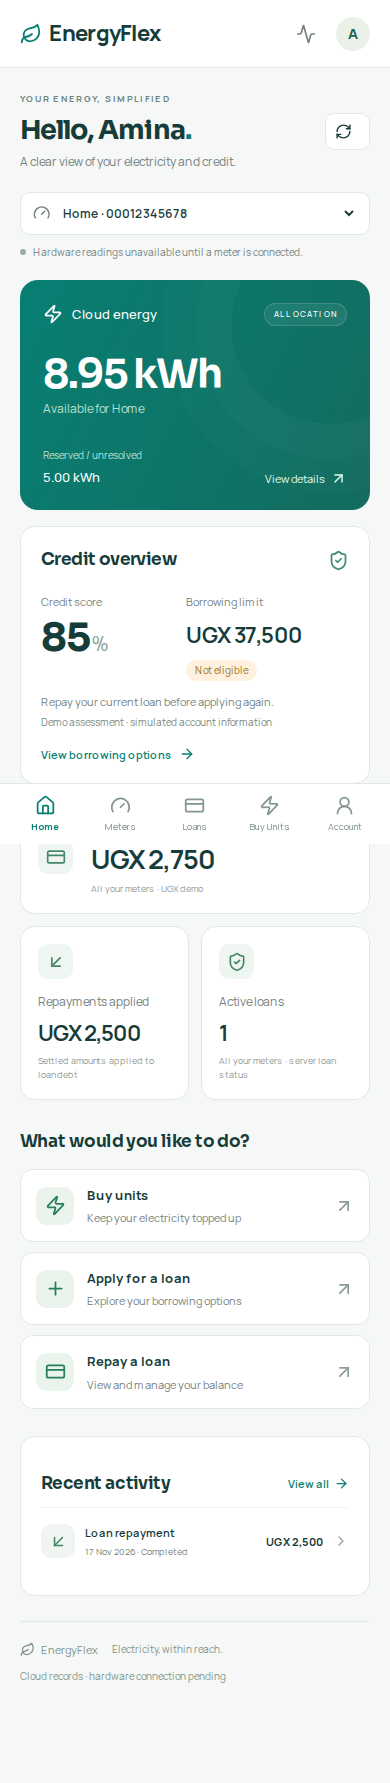 EnergyFlex
A
YOUR ENERGY, SIMPLIFIED
Hello, Amina.
A clear view of your electricity and credit.
Home · 00012345678
Hardware readings unavailable until a meter is connected.
Cloud energy
ALLOCATION
8.95 kWh
Available for Home
Reserved / unresolved
5.00 kWh
View details
Credit overview
Credit score
Borrowing limit
85%
UGX 37,500
Not eligible
Repay your current loan before applying again.
Demo assessment · simulated account information
View borrowing options
Home
Meters
Loans
Buy Units
Account
UGX 2,750
All your meters · UGX demo
Repayments applied
UGX 2,500
Settled amounts applied to
loan debt
Active loans
1
All your meters · server loan
status
What would you like to do?
Buy units
Keep your electricity topped up
Apply for a loan
Explore your borrowing options
Repay a loan
View and manage your balance
Recent activity
View all
Loan repayment
17 Nov 2026 · Completed
UGX 2,500
EnergyFlex
Electricity, within reach.
Cloud records · hardware connection pending